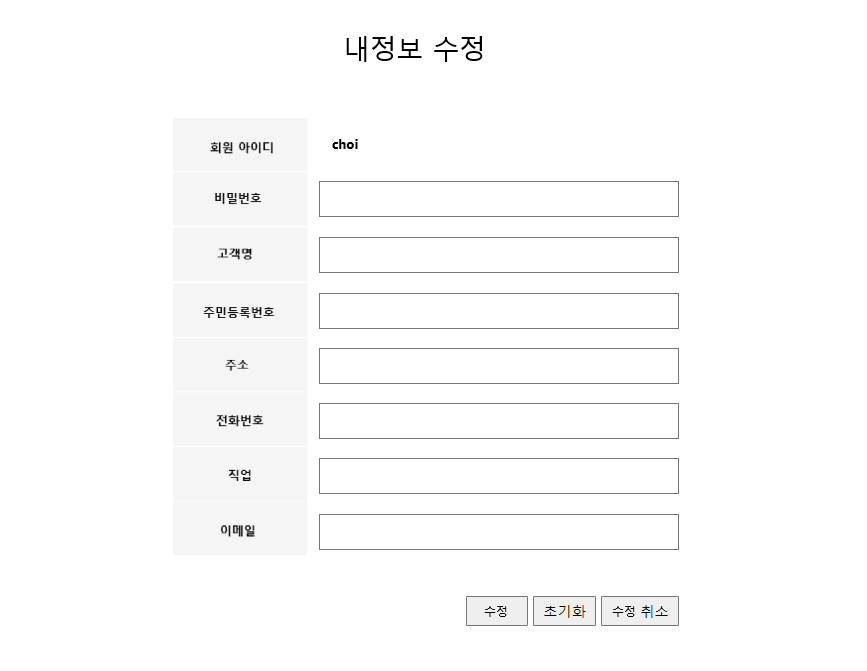 내정보 수정
회원 아이디 choi
비밀번호
고객명
주민등록번호
주소
전화번호
직업
이메일
수정 초기화 수정 취소